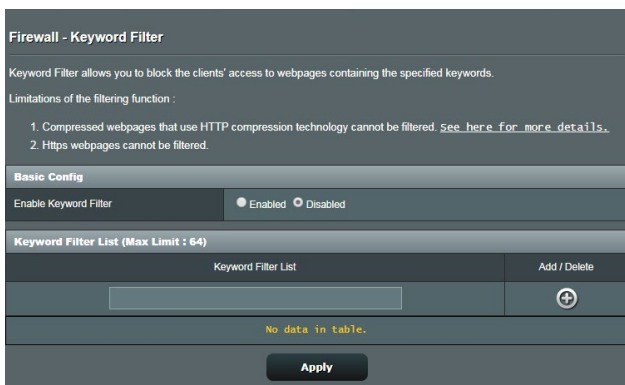 Firewall - Keyword Filter
Keyword Filter allows you to block the clients' access to webpages containing the specified keywords.
Limitations of the filtering function :
1. Compressed webpages that use HTTP compression technology cannot be filtered. See here for more details.
2. Https webpages cannot be filtered.
Basic Config
Enable Keyword Filter Enabled Disabled
Keyword Filter List (Max Limit : 64)
Keyword Filter List Add / Delete
No data in table.
Apply